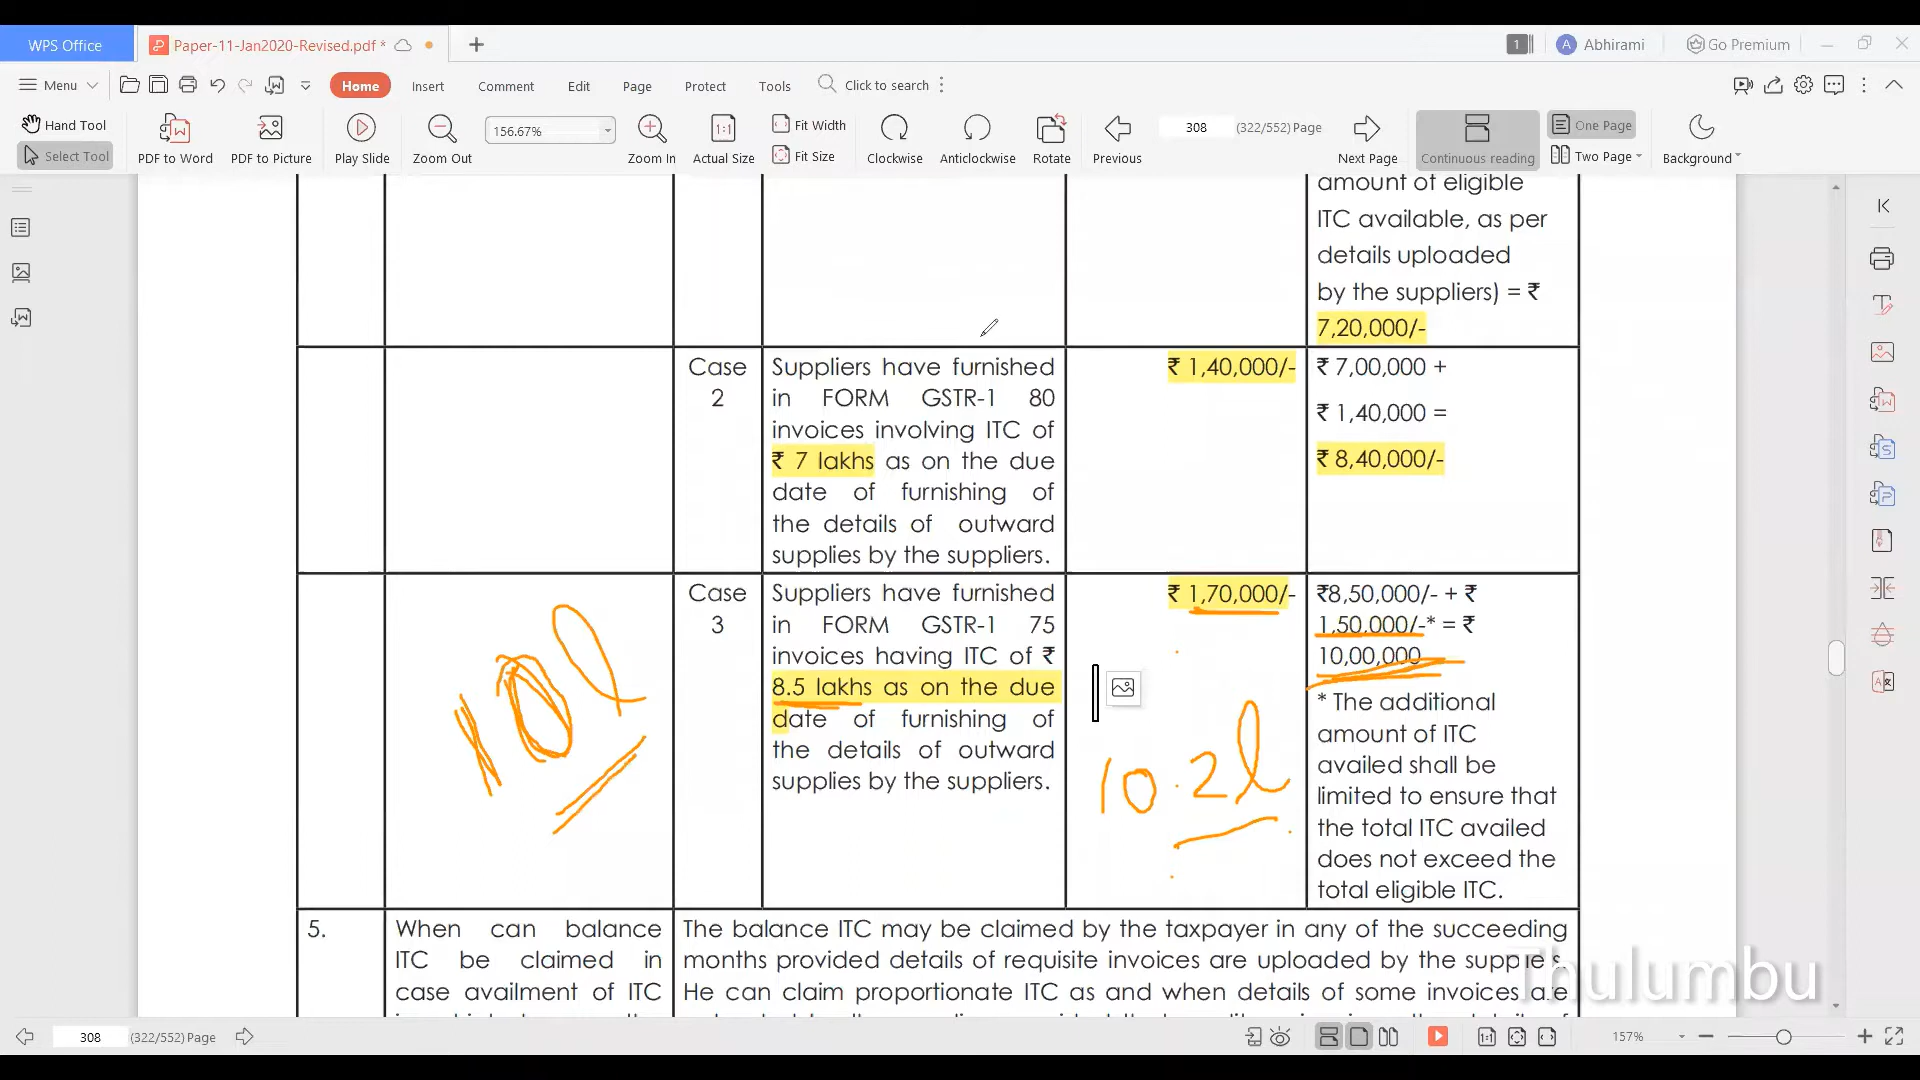 WPS Office
Paper-11-Jan2020-Revised.pdf *
1
A Abhirami
Go Premium
Menu
Home
Insert
Comment
Edit
Page
Protect
Tools
Click to search
Hand Tool
Select Tool
PDF to Word
PDF to Picture
Play Slide
Zoom Out
156.67%
Zoom In
1:1
Actual Size
Fit Width
Fit Size
Clockwise
Anticlockwise
Rotate
Previous
308 (322/552) Page
Next Page
Continuous reading
One Page
Two Page
Background
amount of eligible
ITC available, as per
details uploaded
by the suppliers) = ₹
7,20,000/-
Case
2
Suppliers have furnished
in FORM GSTR-1 80
invoices involving ITC of
₹ 7 lakhs as on the due
date of furnishing of
the details of outward
supplies by the suppliers.
₹ 1,40,000/-
₹ 7,00,000 +
₹ 1,40,000 =
₹ 8,40,000/-
10l
Case
3
Suppliers have furnished
in FORM GSTR-1 75
invoices having ITC of ₹
8.5 lakhs as on the due
date of furnishing of
the details of outward
supplies by the suppliers.
₹ 1,70,000/-
10.2l
₹8,50,000/- + ₹
1,50,000/-* = ₹
10,00,000
* The additional
amount of ITC
availed shall be
limited to ensure that
the total ITC availed
does not exceed the
total eligible ITC.
5.
When can balance
ITC be claimed in
case availment of ITC
The balance ITC may be claimed by the taxpayer in any of the succeeding
months provided details of requisite invoices are uploaded by the suppliers.
He can claim proportionate ITC as and when details of some invoices are
Thulumbu
308 (322/552) Page
157%